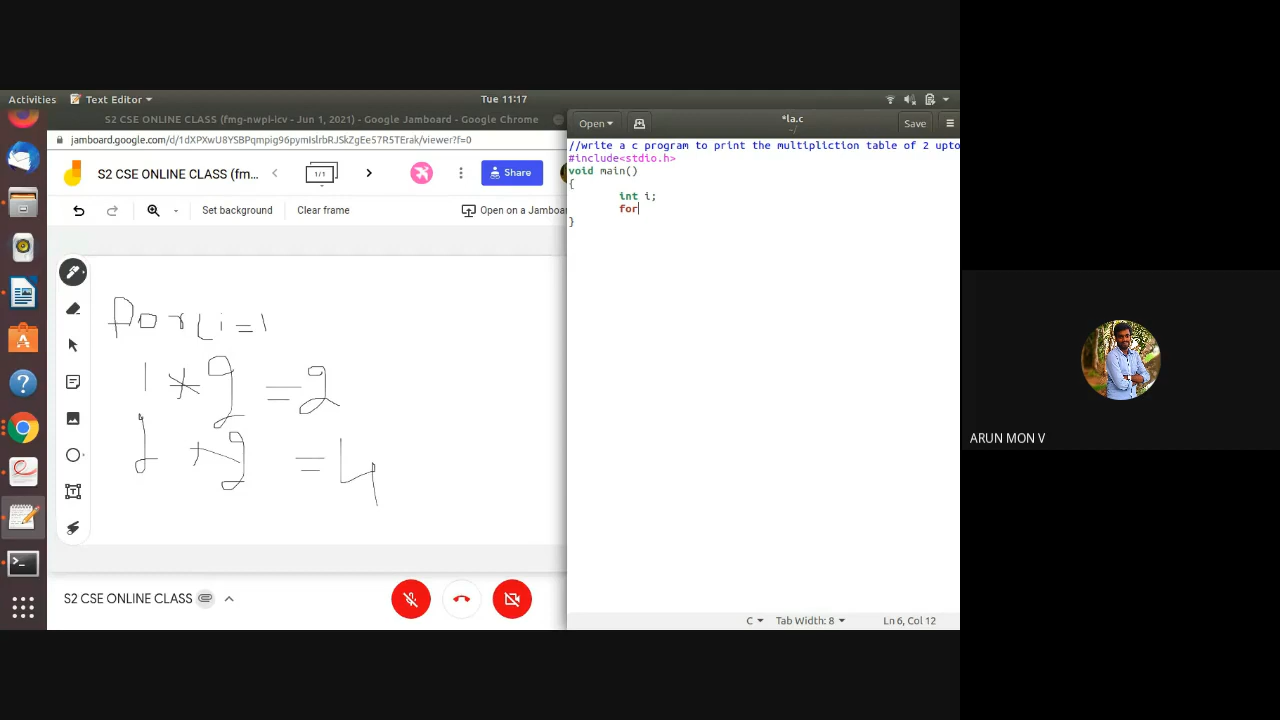 Activities
Text Editor
Tue 11:17
S2 CSE ONLINE CLASS (fmg-nwpi-icv - Jun 1, 2021) - Google Jamboard - Google Chrome
jamboard.google.com/d/1dXPXwU8YSBPqmpig96pymIslrbRJSkZgEe57R5TErak/viewer?f=0
S2 CSE ONLINE CLASS (fm...
1/1
Share
Set background
Clear frame
Open on a Jamboa
for(i=1
1*2=2
2*2=4
S2 CSE ONLINE CLASS
Open
*la.c
~/
Save
//write a c program to print the multipliction table of 2 upto
#include<stdio.h>
void main()
{
int i;
for
}
C
Tab Width: 8
Ln 6, Col 12
ARUN MON V